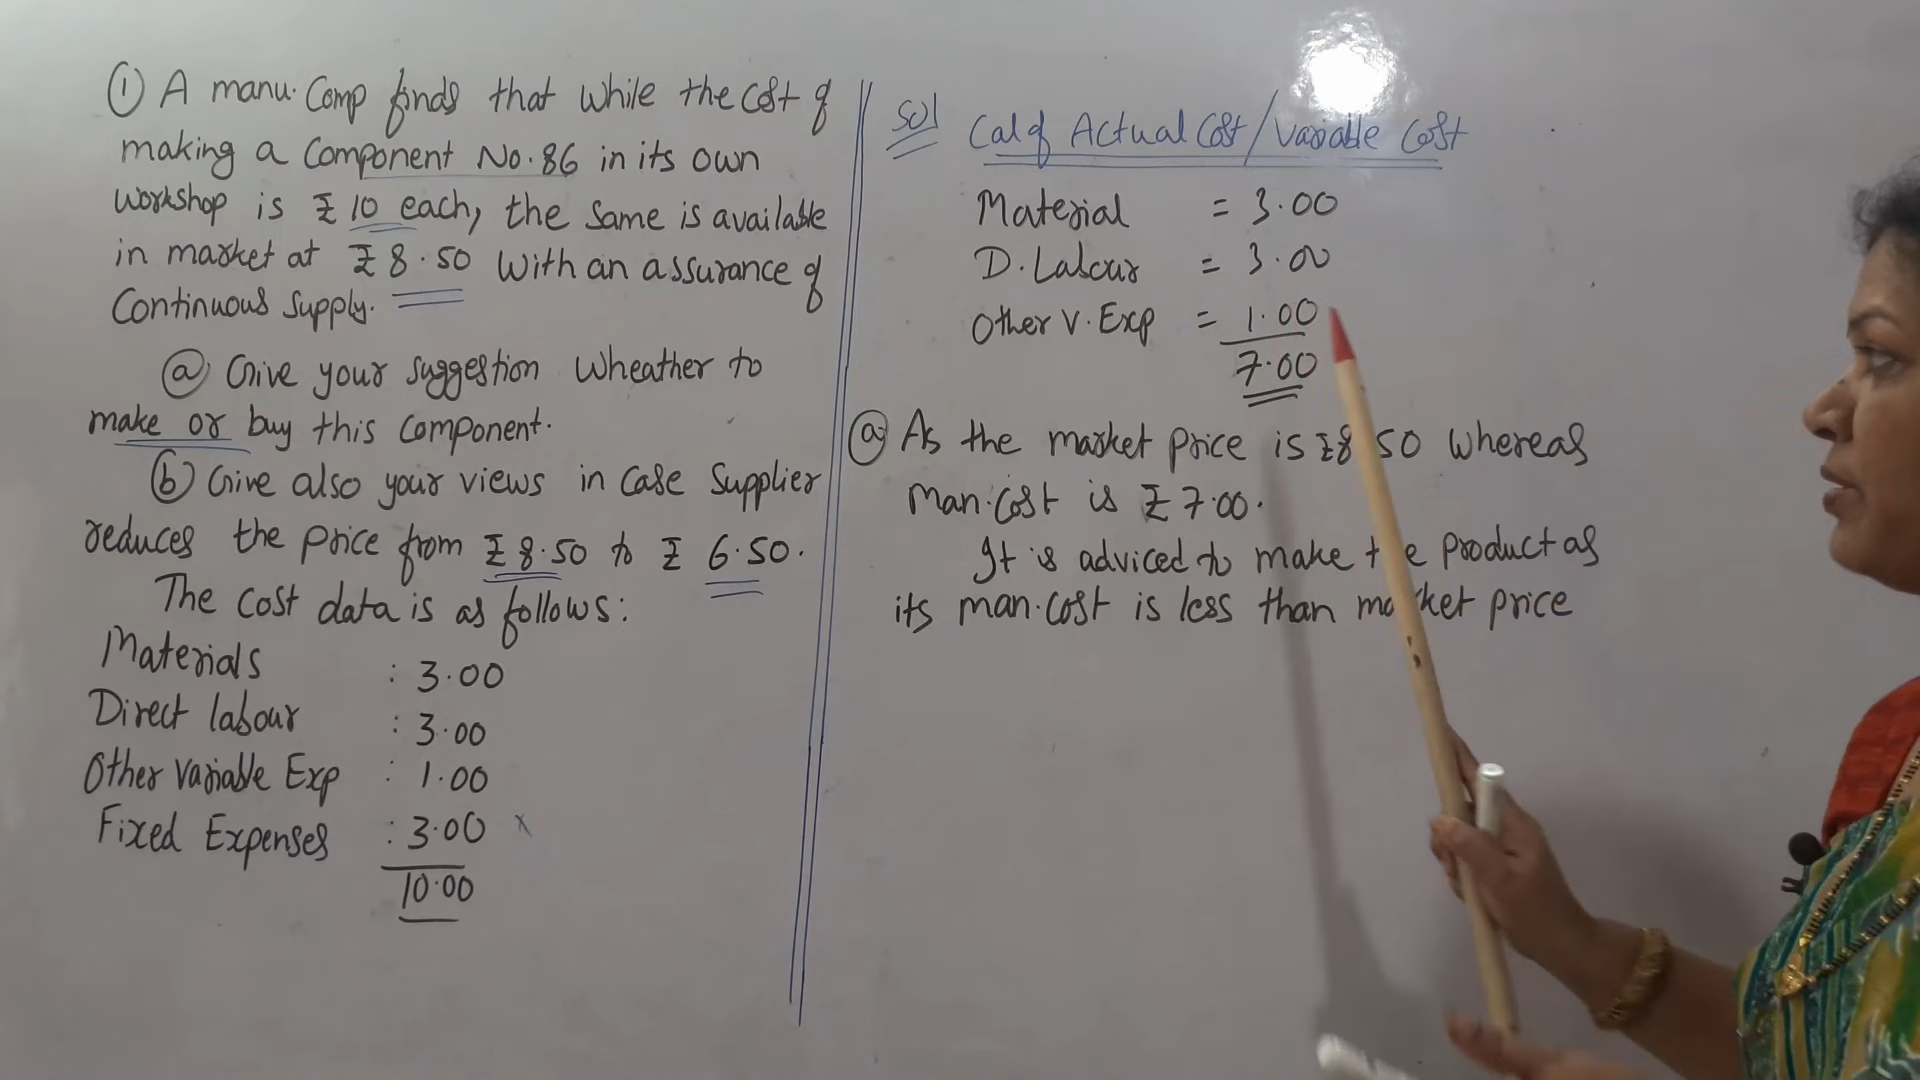 ① A manu. Comp finds that while the cost of
making a Component No. 86 in its own
workshop is ₹ 10 each, the same is available
in market at ₹ 8.50 With an assurance of
Continuous Supply.
ⓐ Give your suggestion Wheather to
make or buy this Component.
ⓑ Give also your views in Case Supplier
reduces the price from ₹ 8.50 to ₹ 6.50.
The Cost data is as follows:
Materials : 3.00
Direct labour : 3.00
Other Variable Exp : 1.00
Fixed Expenses : 3.00 x
10.00
Sol Cal of Actual Cost/Variable Cost
Material = 3.00
D. Labour = 3.00
Other V. Exp = 1.00
7.00
ⓐ As the market price is ₹8 50 whereas
man. Cost is ₹ 7.00.
It is adviced to make t e product as
its man. Cost is less than ma ket price